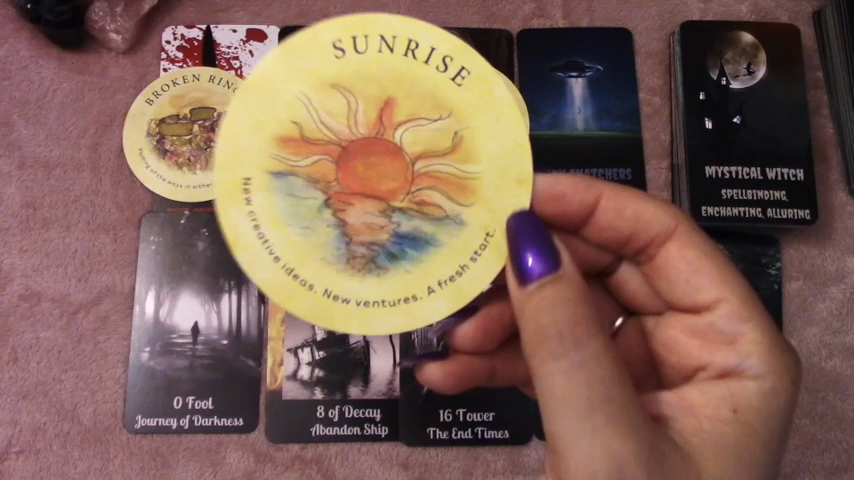 SUNRISE
New creative ideas. New ventures. A fresh start.
BROKEN RING
SNATCHERS
MYSTICAL WITCH
SPELLBINDING,
ENCHANTING, ALLURING
0 Fool
Journey of Darkness
8 of Decay
Abandon Ship
16 Tower
The End Times